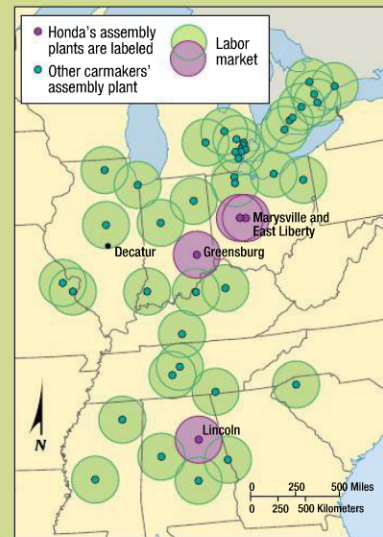 Honda's assembly
plants are labeled
Other carmakers'
assembly plant
Labor
market
Marysville and
East Liberty
Decatur
Greensburg
Lincoln
N
0 250 500 Miles
0 250 500 Kilometers